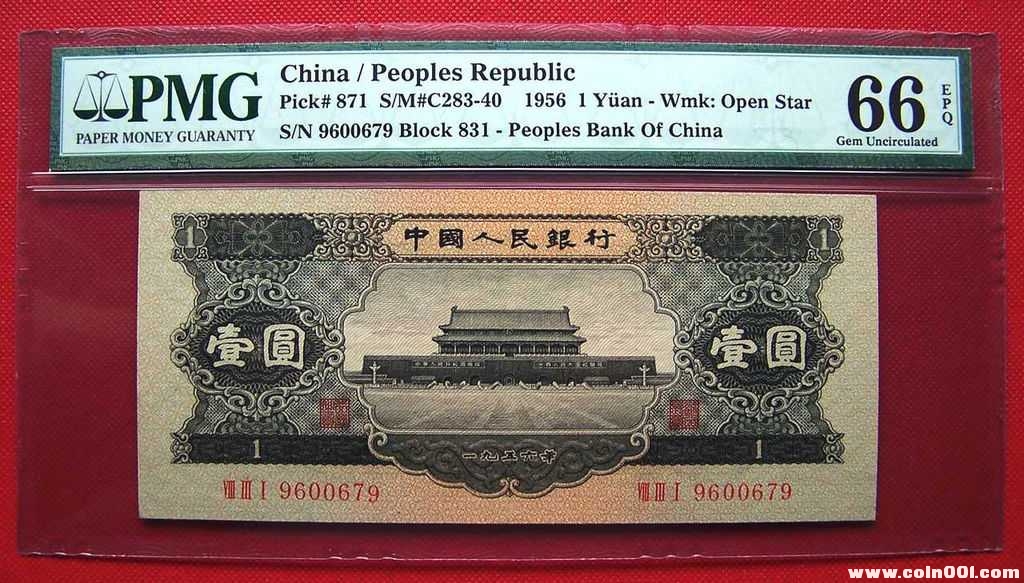 PMG
PAPER MONEY GUARANTY
China / Peoples Republic
Pick# 871 S/M#C283-40 1956 1 Yüan - Wmk: Open Star
S/N 9600679 Block 831 - Peoples Bank Of China
66 EPQ
Gem Uncirculated
中國人民銀行
1 1
壹圓 壹圓
1 1
一九五六年
VIII III I 9600679 VIII III I 9600679
www.coin001.com